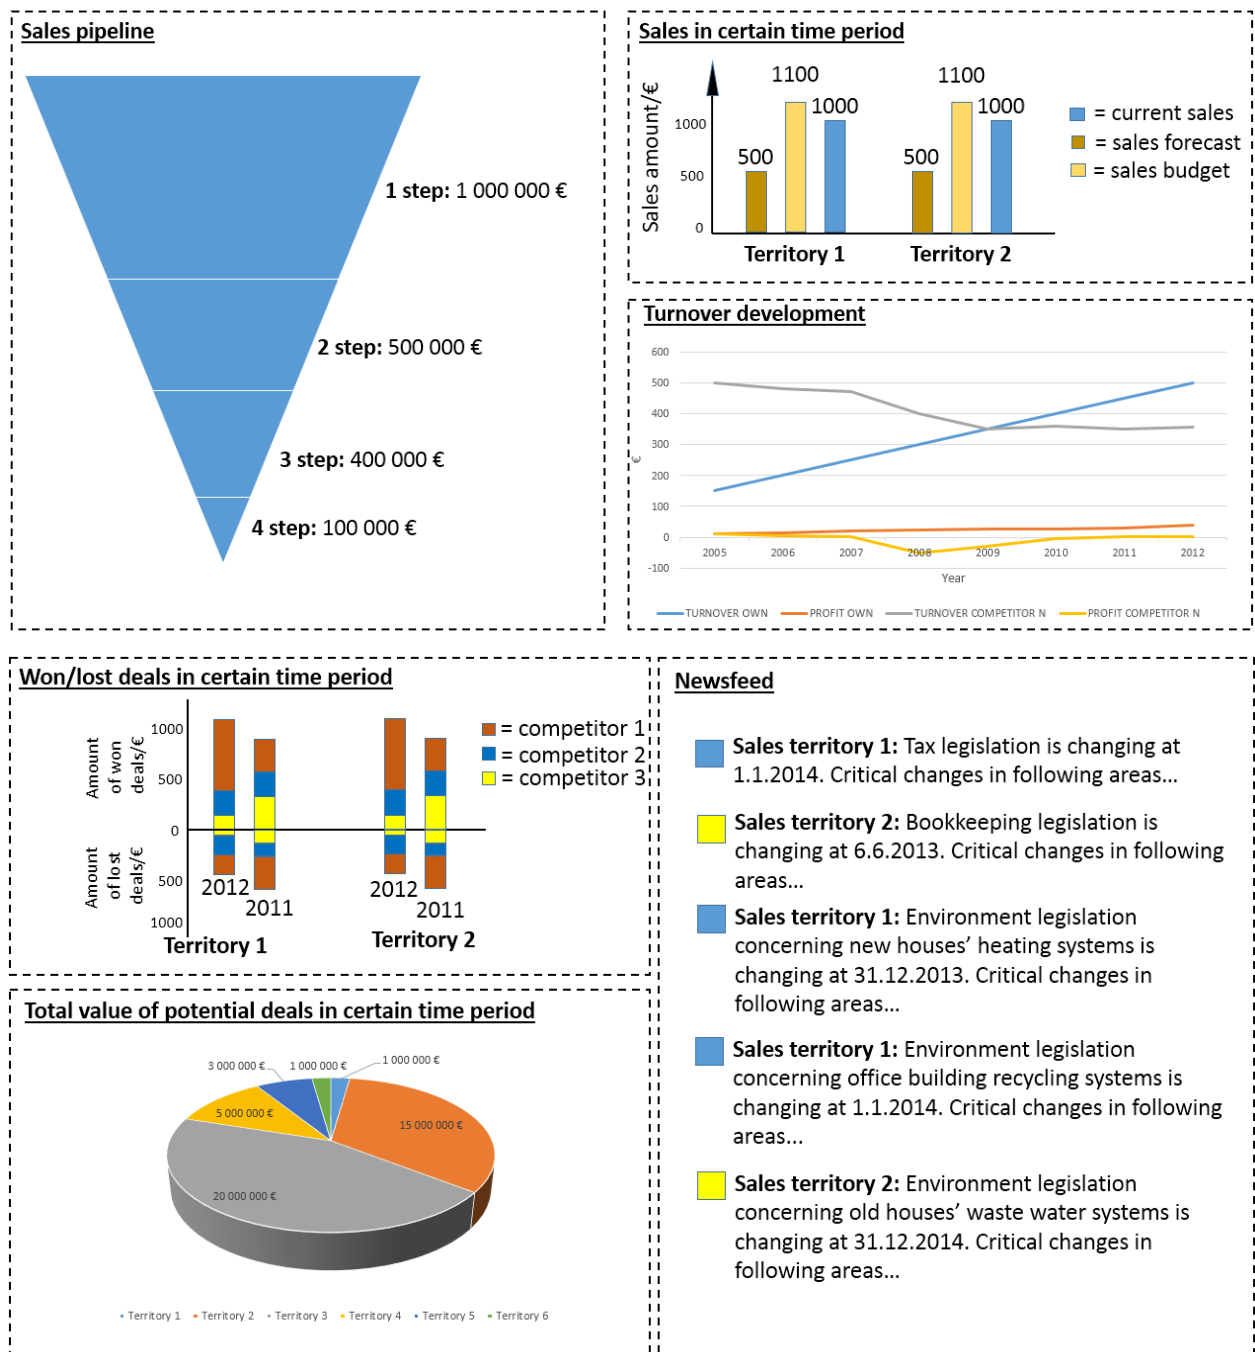 Sales pipeline
1 step: 1 000 000 €
2 step: 500 000 €
3 step: 400 000 €
4 step: 100 000 €
Sales in certain time period
Sales amount/€
1000
500
0
500
1100
1000
500
1100
1000
Territory 1
Territory 2
= current sales
= sales forecast
= sales budget
Turnover development
600
500
400
300
200
100
0
-100
€
2005 2006 2007 2008 2009 2010 2011 2012
Year
TURNOVER OWN PROFIT OWN TURNOVER COMPETITOR N PROFIT COMPETITOR N
Won/lost deals in certain time period
Amount
of won
deals/€
Amount
of lost
deals/€
1000
500
0
500
1000
2012
2011
Territory 1
2012
2011
Territory 2
= competitor 1
= competitor 2
= competitor 3
Total value of potential deals in certain time period
3 000 000 €
1 000 000 €
1 000 000 €
5 000 000 €
15 000 000 €
20 000 000 €
Territory 1 Territory 2 Territory 3 Territory 4 Territory 5 Territory 6
Newsfeed
Sales territory 1: Tax legislation is changing at
1.1.2014. Critical changes in following areas...
Sales territory 2: Bookkeeping legislation is
changing at 6.6.2013. Critical changes in following
areas...
Sales territory 1: Environment legislation
concerning new houses’ heating systems is
changing at 31.12.2013. Critical changes in
following areas...
Sales territory 1: Environment legislation
concerning office building recycling systems is
changing at 1.1.2014. Critical changes in following
areas...
Sales territory 2: Environment legislation
concerning old houses’ waste water systems is
changing at 31.12.2014. Critical changes in
following areas...